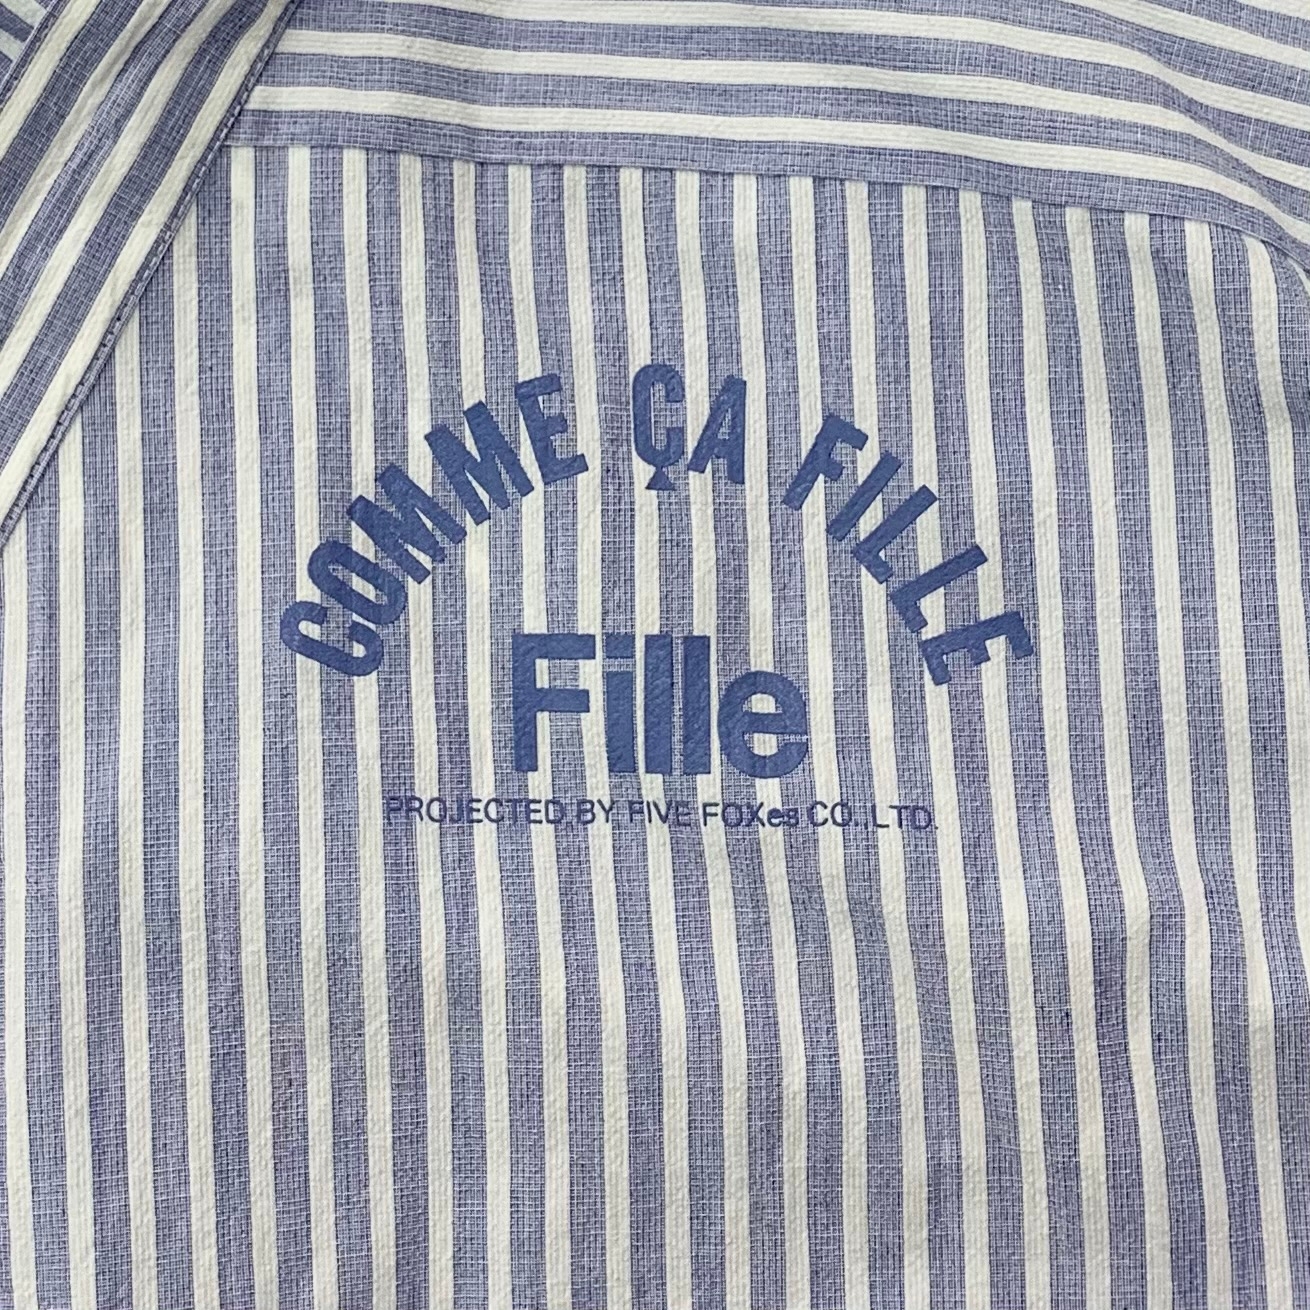 COMME ÇA FILLE
Fille
PROJECTED BY FIVE FOXes CO.,LTD.